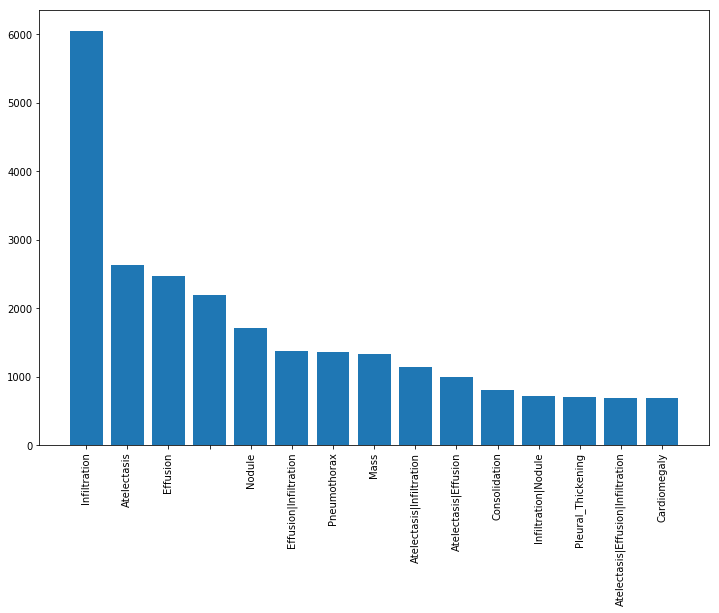 6000
5000
4000
3000
2000
1000
0
Infiltration
Atelectasis
Effusion
Nodule
Effusion|Infiltration
Pneumothorax
Mass
Atelectasis|Infiltration
Atelectasis|Effusion
Consolidation
Infiltration|Nodule
Pleural_Thickening
Atelectasis|Effusion|Infiltration
Cardiomegaly